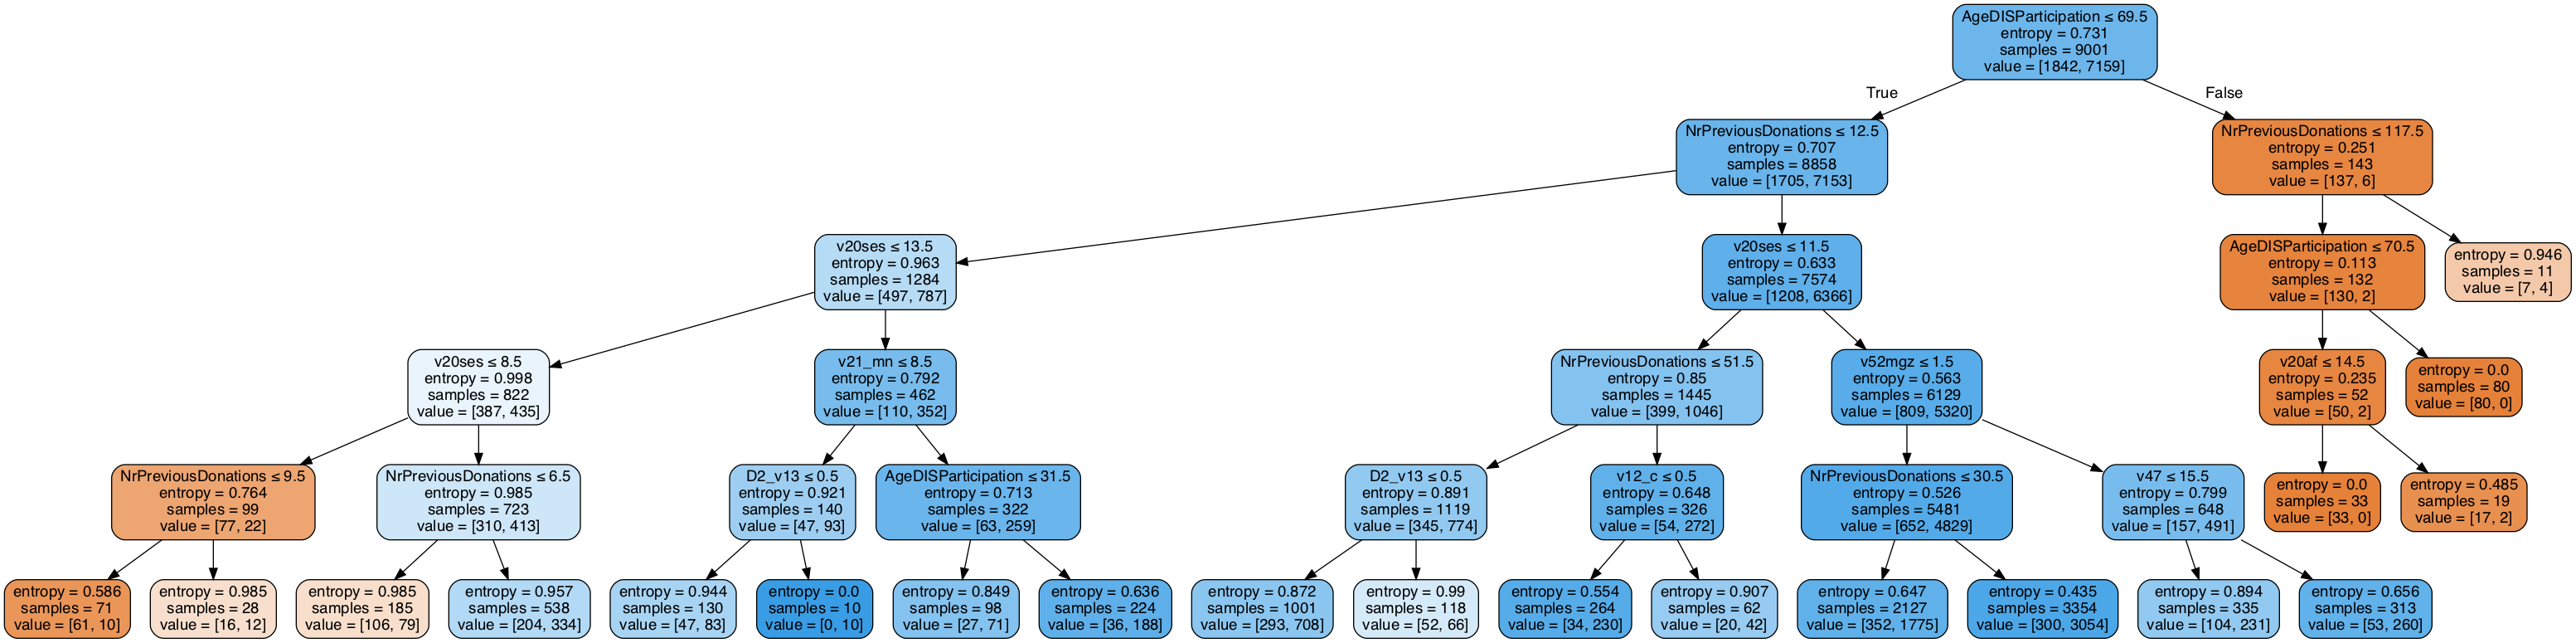 AgeDISParticipation ≤ 69.5
entropy = 0.731
samples = 9001
value = [1842, 7159]
True
False
NrPreviousDonations ≤ 12.5
entropy = 0.707
samples = 8858
value = [1705, 7153]
NrPreviousDonations ≤ 117.5
entropy = 0.251
samples = 143
value = [137, 6]
v20ses ≤ 13.5
entropy = 0.963
samples = 1284
value = [497, 787]
v20ses ≤ 11.5
entropy = 0.633
samples = 7574
value = [1208, 6366]
AgeDISParticipation ≤ 70.5
entropy = 0.113
samples = 132
value = [130, 2]
entropy = 0.946
samples = 11
value = [7, 4]
v20ses ≤ 8.5
entropy = 0.998
samples = 822
value = [387, 435]
v21_mn ≤ 8.5
entropy = 0.792
samples = 462
value = [110, 352]
NrPreviousDonations ≤ 51.5
entropy = 0.85
samples = 1445
value = [399, 1046]
v52mgz ≤ 1.5
entropy = 0.563
samples = 6129
value = [809, 5320]
v20af ≤ 14.5
entropy = 0.235
samples = 52
value = [50, 2]
entropy = 0.0
samples = 80
value = [80, 0]
NrPreviousDonations ≤ 9.5
entropy = 0.764
samples = 99
value = [77, 22]
NrPreviousDonations ≤ 6.5
entropy = 0.985
samples = 723
value = [310, 413]
D2_v13 ≤ 0.5
entropy = 0.921
samples = 140
value = [47, 93]
AgeDISParticipation ≤ 31.5
entropy = 0.713
samples = 322
value = [63, 259]
D2_v13 ≤ 0.5
entropy = 0.891
samples = 1119
value = [345, 774]
v12_c ≤ 0.5
entropy = 0.648
samples = 326
value = [54, 272]
NrPreviousDonations ≤ 30.5
entropy = 0.526
samples = 5481
value = [652, 4829]
v47 ≤ 15.5
entropy = 0.799
samples = 648
value = [157, 491]
entropy = 0.0
samples = 33
value = [33, 0]
entropy = 0.485
samples = 19
value = [17, 2]
entropy = 0.586
samples = 71
value = [61, 10]
entropy = 0.985
samples = 28
value = [16, 12]
entropy = 0.985
samples = 185
value = [106, 79]
entropy = 0.957
samples = 538
value = [204, 334]
entropy = 0.944
samples = 130
value = [47, 83]
entropy = 0.0
samples = 10
value = [0, 10]
entropy = 0.849
samples = 98
value = [27, 71]
entropy = 0.636
samples = 224
value = [36, 188]
entropy = 0.872
samples = 1001
value = [293, 708]
entropy = 0.99
samples = 118
value = [52, 66]
entropy = 0.554
samples = 264
value = [34, 230]
entropy = 0.907
samples = 62
value = [20, 42]
entropy = 0.647
samples = 2127
value = [352, 1775]
entropy = 0.435
samples = 3354
value = [300, 3054]
entropy = 0.894
samples = 335
value = [104, 231]
entropy = 0.656
samples = 313
value = [53, 260]